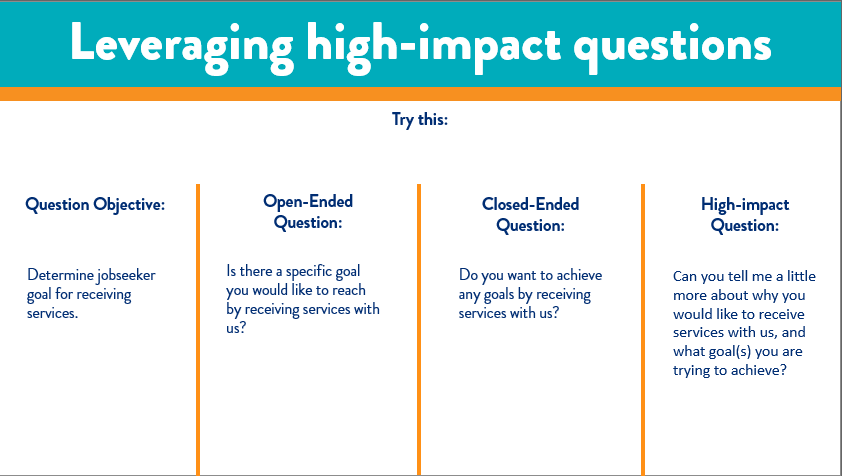 Leveraging high-impact questions
Try this:
Question Objective:
Determine jobseeker
goal for receiving
services.
Open-Ended
Question:
Is there a specific goal
you would like to reach
by receiving services with
us?
Closed-Ended
Question:
Do you want to achieve
any goals by receiving
services with us?
High-impact
Question:
Can you tell me a little
more about why you
would like to receive
services with us, and
what goal(s) you are
trying to achieve?